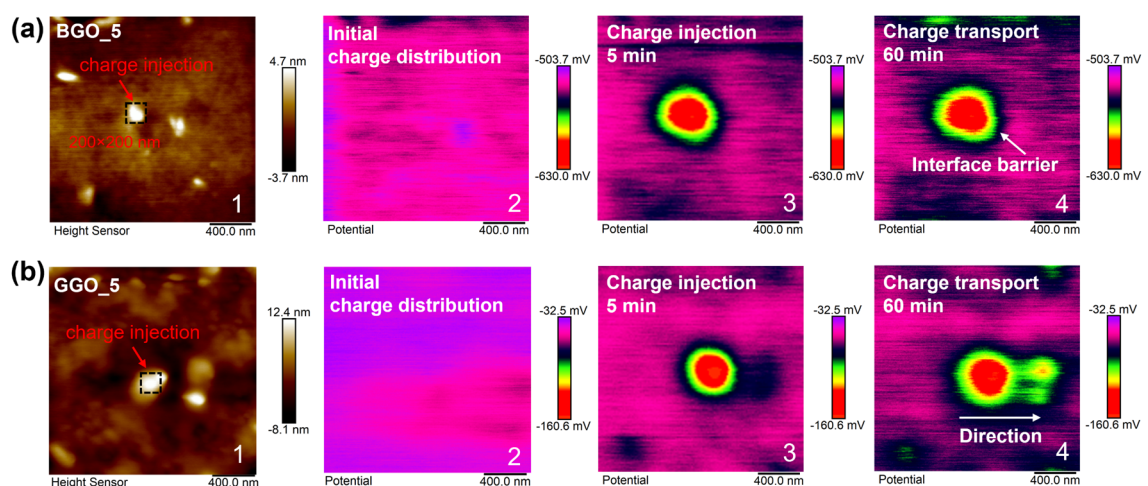 (a)
BGO_5
charge injection
200×200 nm
1
Height Sensor
400.0 nm
4.7 nm
-3.7 nm
Initial
charge distribution
2
Potential
400.0 nm
-503.7 mV
-630.0 mV
Charge injection
5 min
3
Potential
400.0 nm
-503.7 mV
-630.0 mV
Charge transport
60 min
Interface barrier
4
Potential
400.0 nm
-503.7 mV
-630.0 mV
(b)
GGO_5
charge injection
1
Height Sensor
400.0 nm
12.4 nm
-8.1 nm
Initial
charge distribution
2
Potential
400.0 nm
-32.5 mV
-160.6 mV
Charge injection
5 min
3
Potential
400.0 nm
-32.5 mV
-160.6 mV
Charge transport
60 min
Direction
4
Potential
400.0 nm
-32.5 mV
-160.6 mV